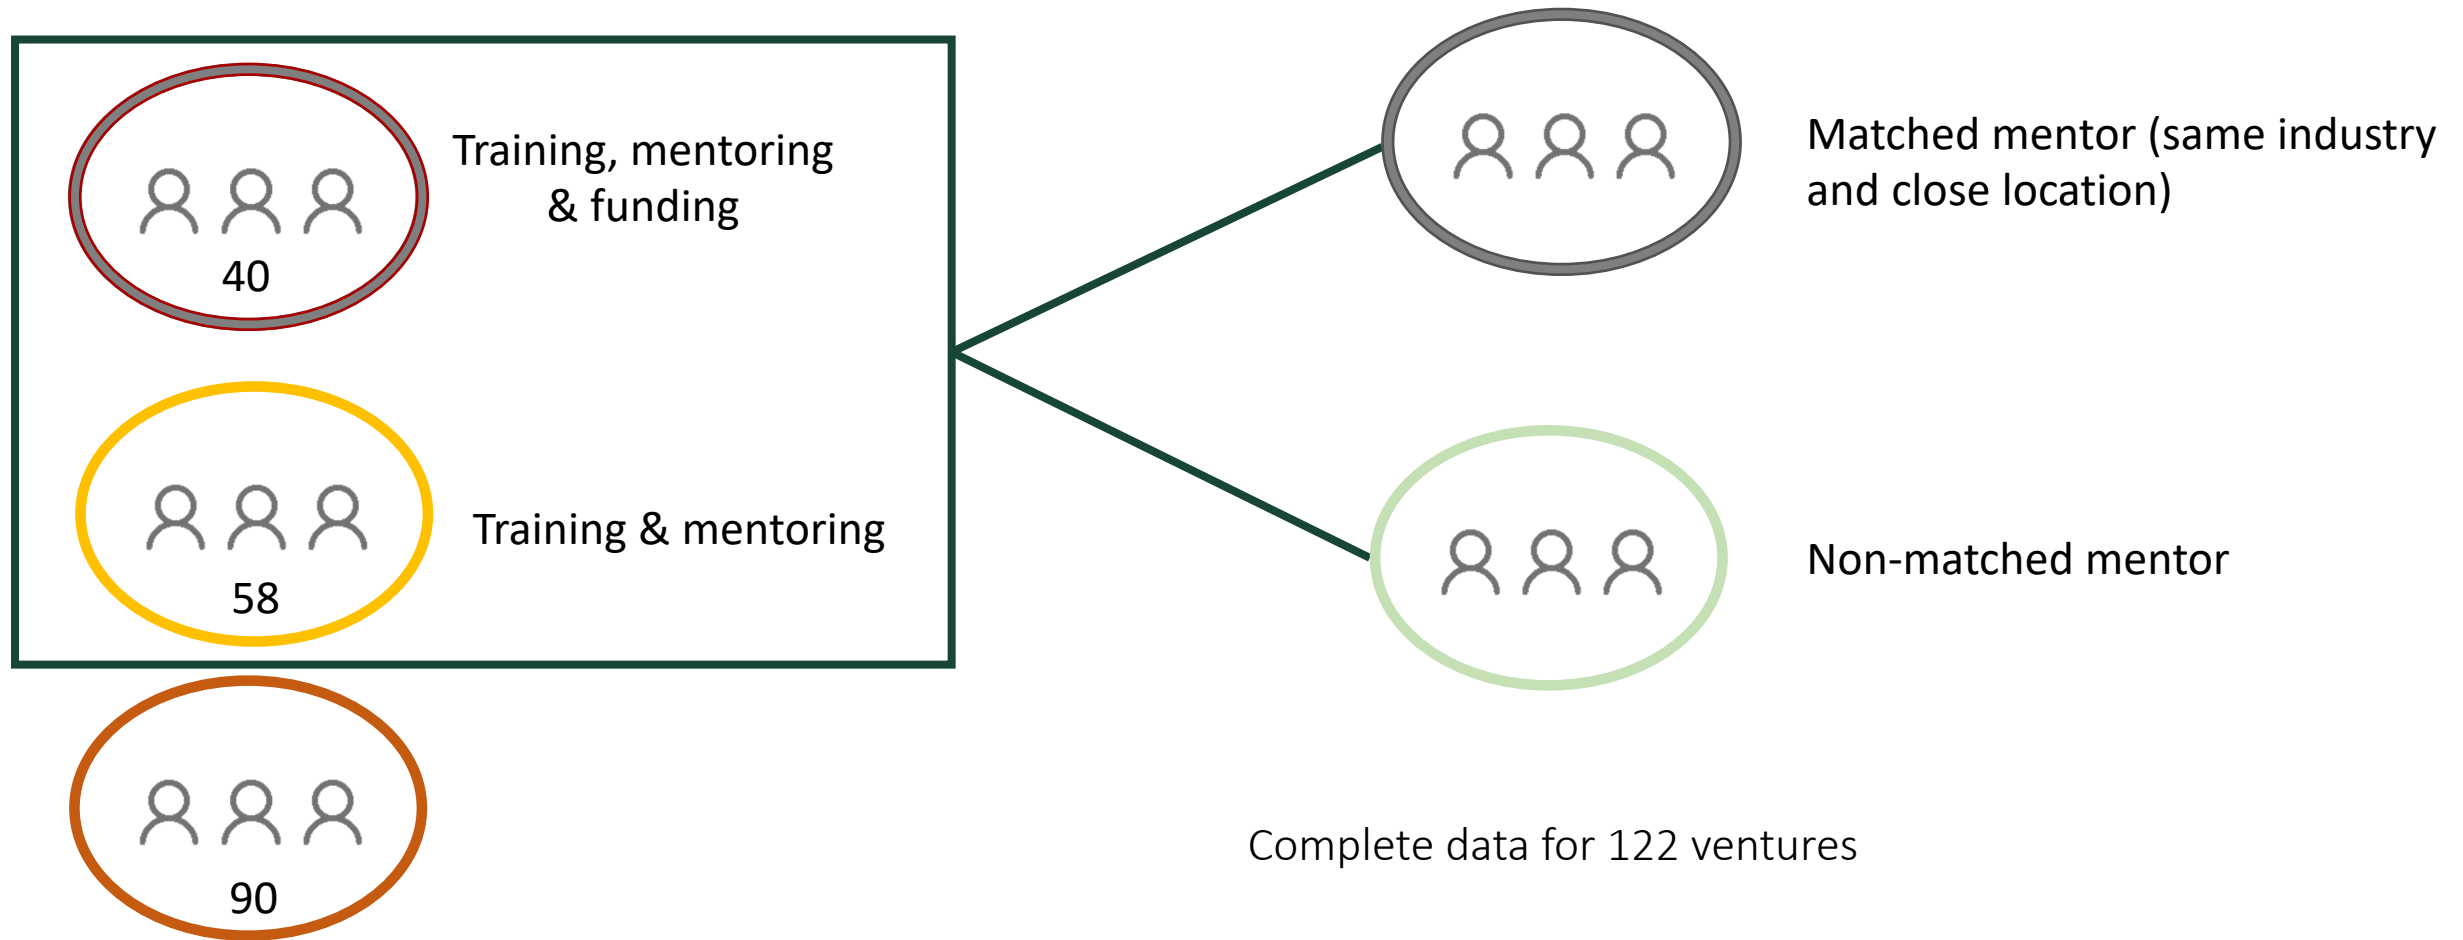 Training, mentoring
& funding
40
Training & mentoring
58
90
Matched mentor (same industry
and close location)
Non-matched mentor
Complete data for 122 ventures